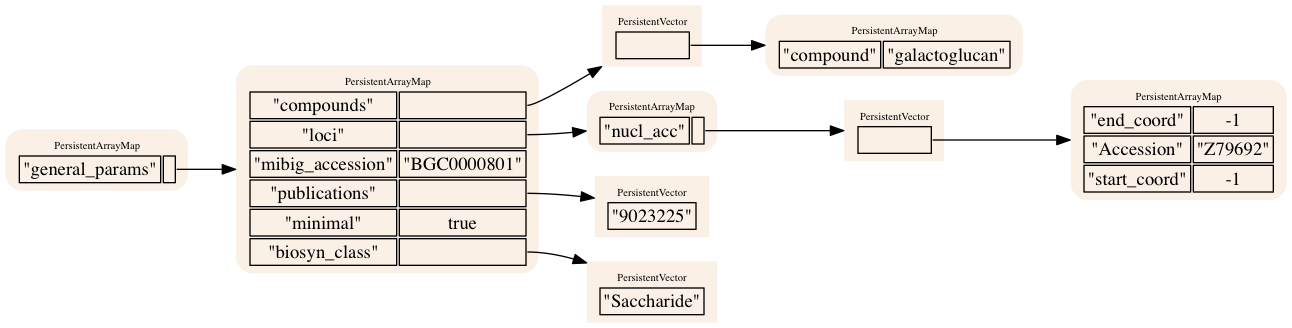 PersistentArrayMap
"general_params"
PersistentArrayMap
"compounds"
"loci"
"mibig_accession" "BGC0000801"
"publications"
"minimal" true
"biosyn_class"
PersistentVector
PersistentArrayMap
"compound" "galactoglucan"
PersistentArrayMap
"nucl_acc"
PersistentVector
PersistentArrayMap
"end_coord" -1
"Accession" "Z79692"
"start_coord" -1
PersistentVector
"9023225"
PersistentVector
"Saccharide"